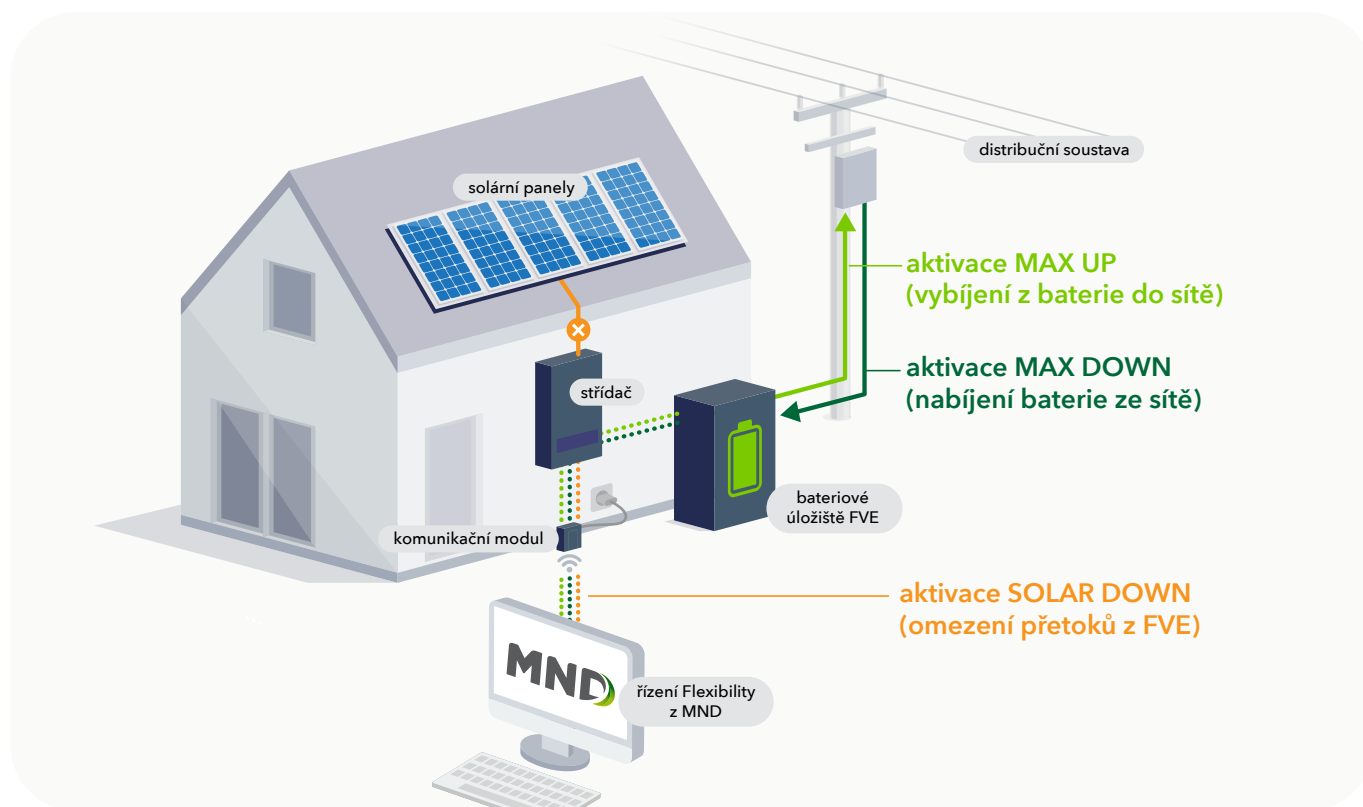 distribuční soustava
solární panely
aktivace MAX UP
(vybíjení z baterie do sítě)
aktivace MAX DOWN
(nabíjení baterie ze sítě)
střídač
bateriové
úložiště FVE
komunikační modul
aktivace SOLAR DOWN
(omezení přetoků z FVE)
MND
řízení Flexibility
z MND